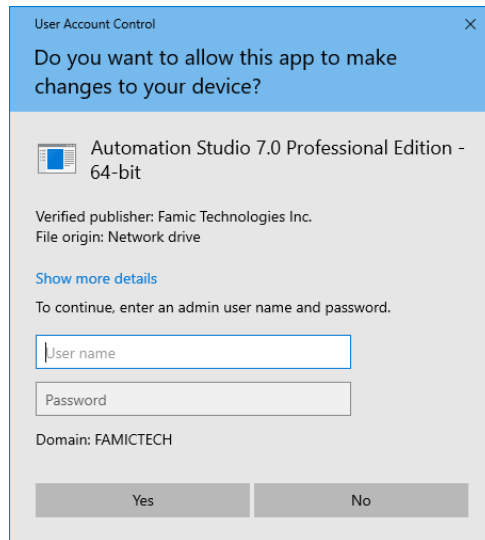 User Account Control
Do you want to allow this app to make
changes to your device?
Automation Studio 7.0 Professional Edition -
64-bit
Verified publisher: Famic Technologies Inc.
File origin: Network drive
Show more details
To continue, enter an admin user name and password.
User name
Password
Domain: FAMICTECH
Yes No